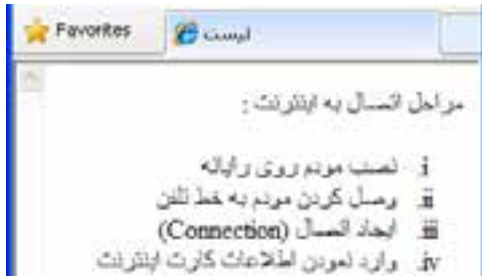 Favorites
لیست
مراحل اتصال به اینترنت :
i. نصب مودم روی رایانه
ii. وصل کردن مودم به خط تلفن
iii. ایجاد اتصال (Connection)
iv. وارد نمودن اطلاعات کارت اینترنت